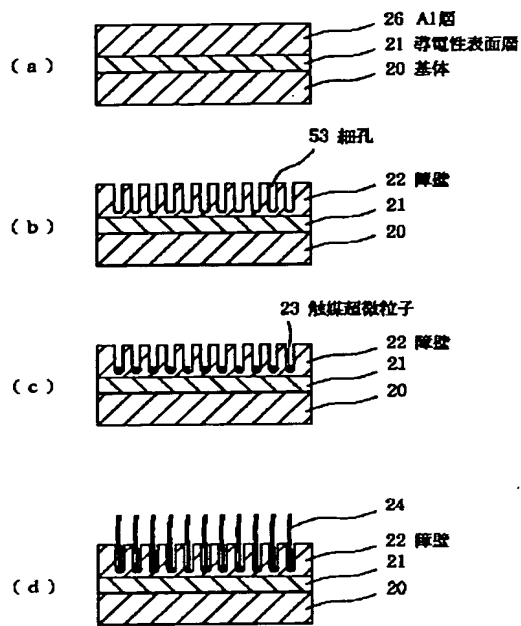 (a)
26 Al層
21 導電性表面層
20 基体
(b)
53 細孔
22 障壁
21
20
(c)
23 触媒超微粒子
22 障壁
21
20
(d)
24
22 障壁
21
20